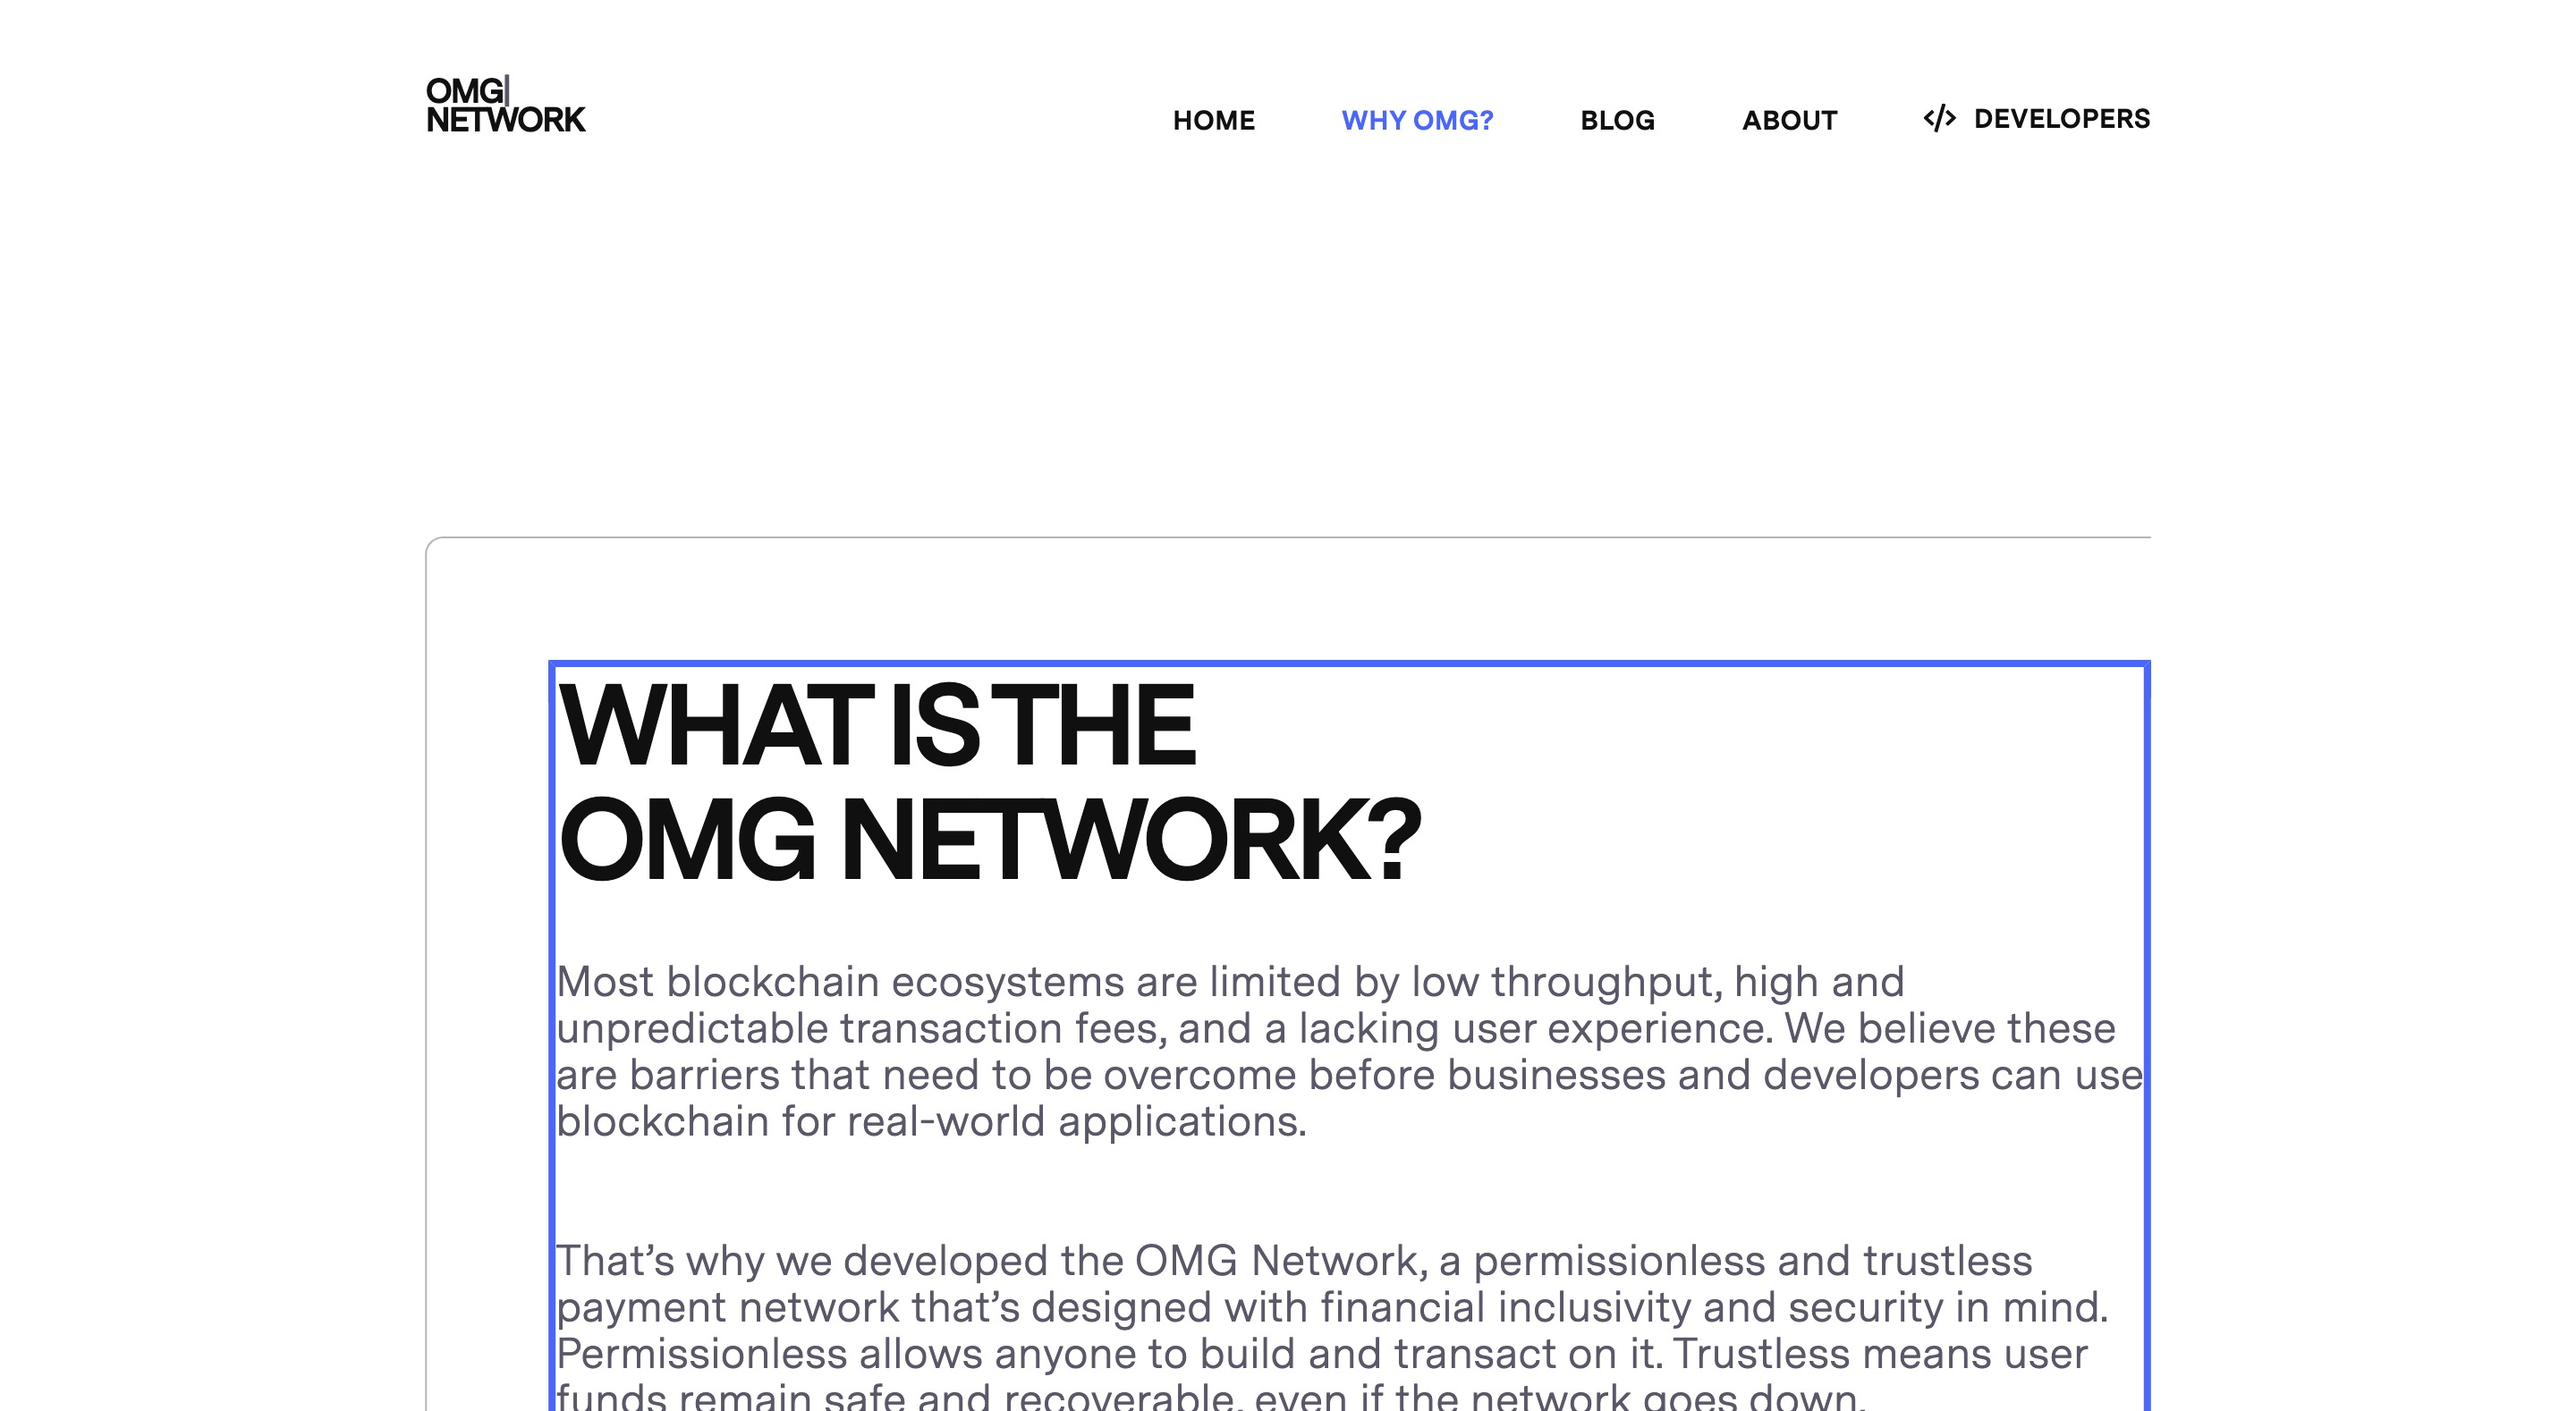 OMG
NETWORK
HOME WHY OMG? BLOG ABOUT </> DEVELOPERS
WHAT IS THE
OMG NETWORK?
Most blockchain ecosystems are limited by low throughput, high and
unpredictable transaction fees, and a lacking user experience. We believe these
are barriers that need to be overcome before businesses and developers can use
blockchain for real-world applications.
That’s why we developed the OMG Network, a permissionless and trustless
payment network that’s designed with financial inclusivity and security in mind.
Permissionless allows anyone to build and transact on it. Trustless means user
funds remain safe and recoverable, even if the network goes down.